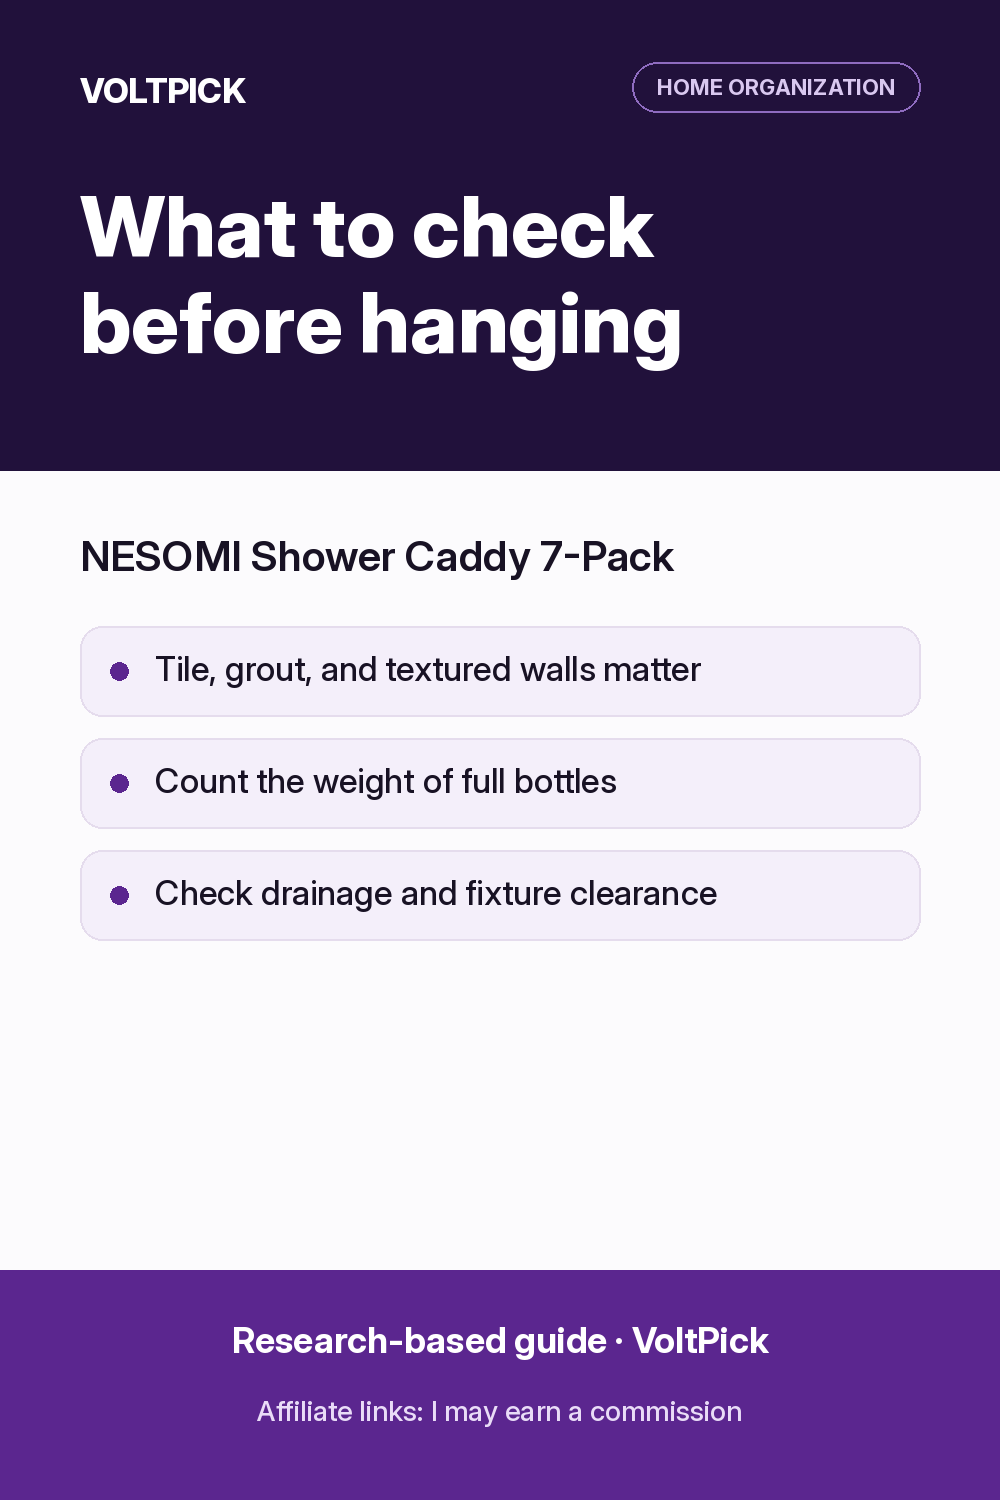 VOLTPICK
HOME ORGANIZATION
What to check
before hanging
NESOMI Shower Caddy 7-Pack
Tile, grout, and textured walls matter
Count the weight of full bottles
Check drainage and fixture clearance
Research-based guide · VoltPick
Affiliate links: I may earn a commission